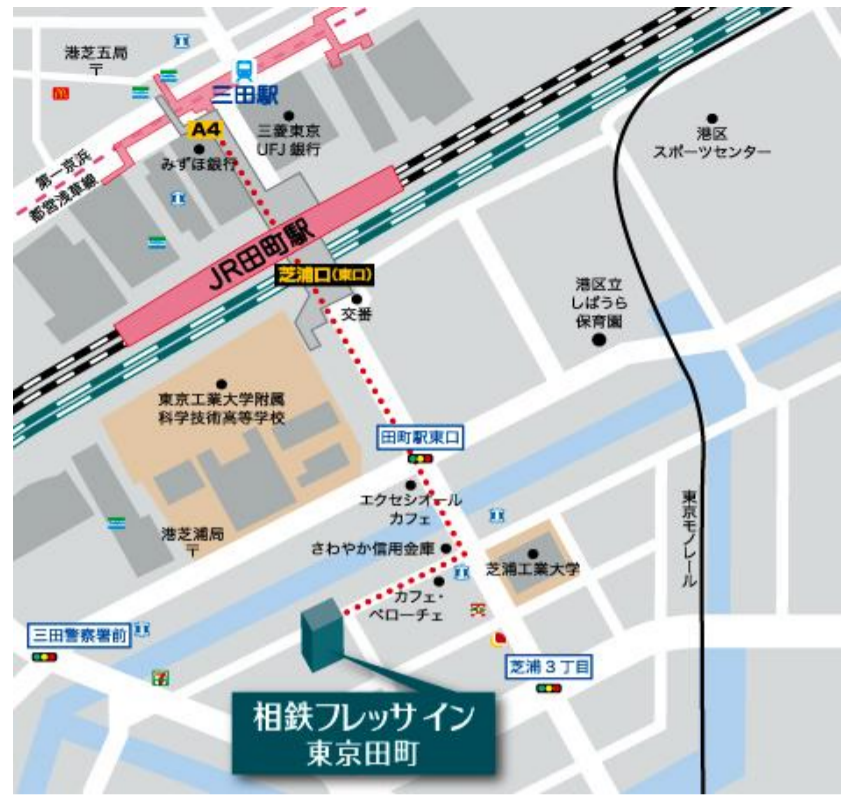 港芝五局
〒
三田駅
A4
三菱東京
UFJ銀行
みずほ銀行
第一京浜
都営浅草線
港区
スポーツセンター
JR田町駅
芝浦口(東口)
交番
港区立
しばうら
保育園
東京工業大学附属
科学技術高等学校
田町駅東口
エクセシオール
カフェ
東京モノレール
港芝浦局
〒
さわやか信用金庫
芝浦工業大学
カフェ・
ベローチェ
三田警察署前
芝浦3丁目
相鉄フレッサイン
東京田町